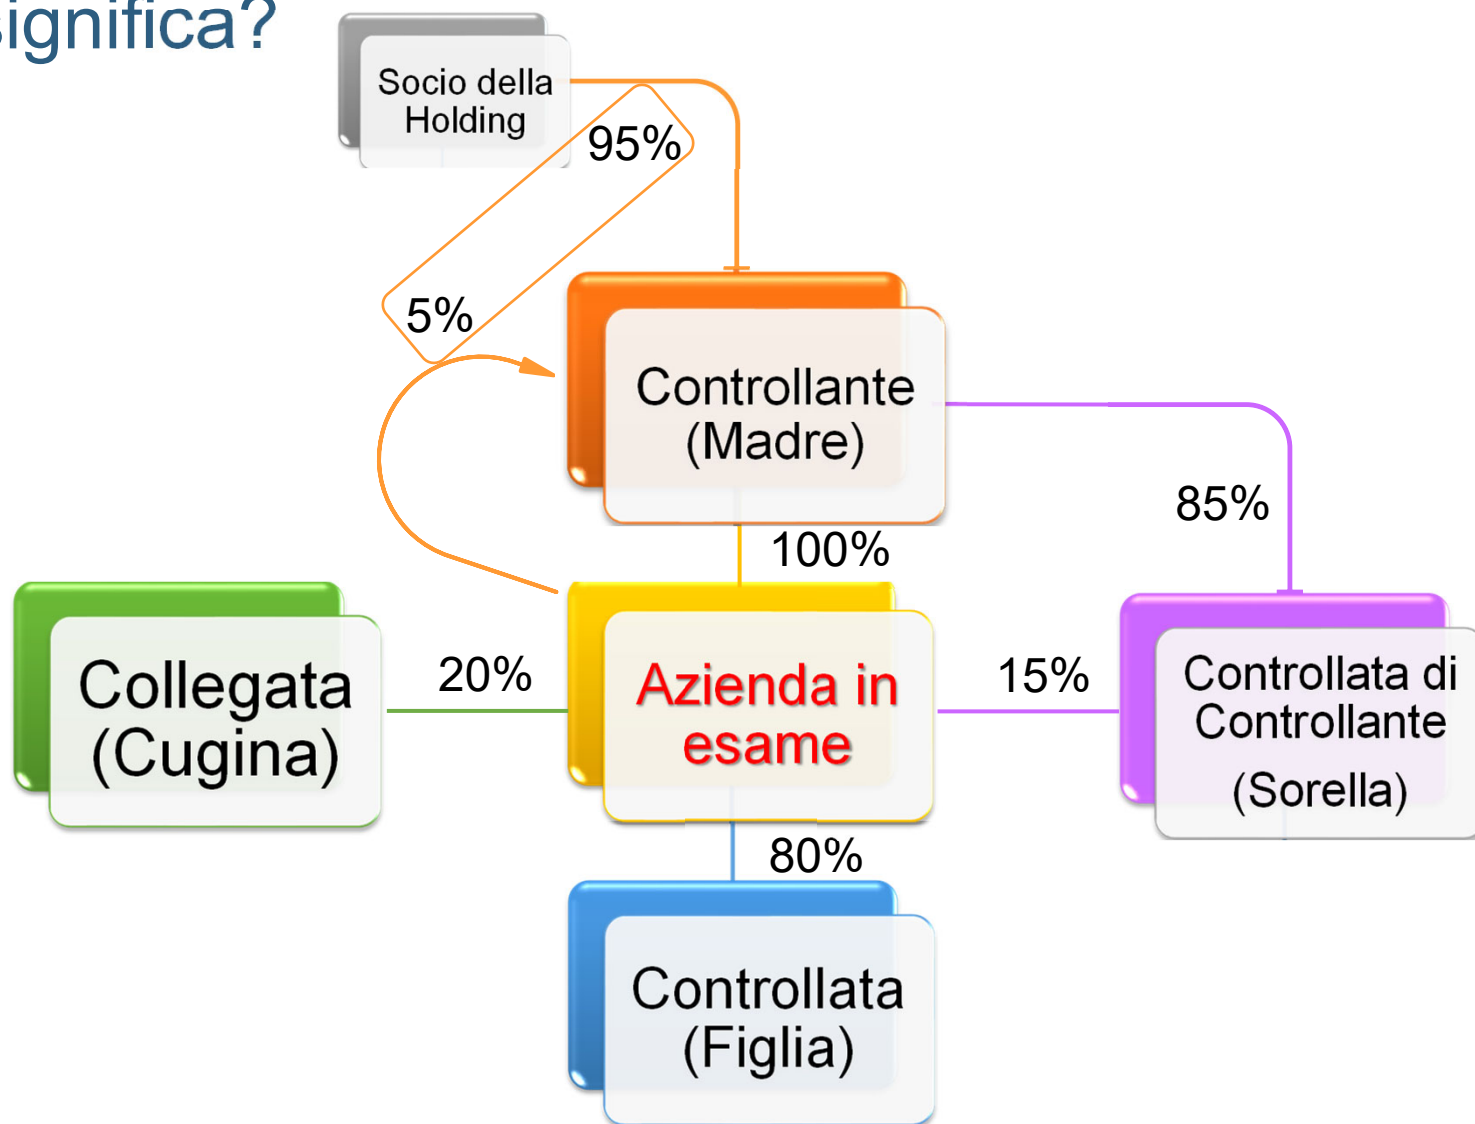 significa?
Socio della
Holding
95%
5%
Controllante
(Madre)
85%
100%
Collegata
(Cugina)
20%
Azienda in
esame
15%
Controllata di
Controllante
(Sorella)
80%
Controllata
(Figlia)